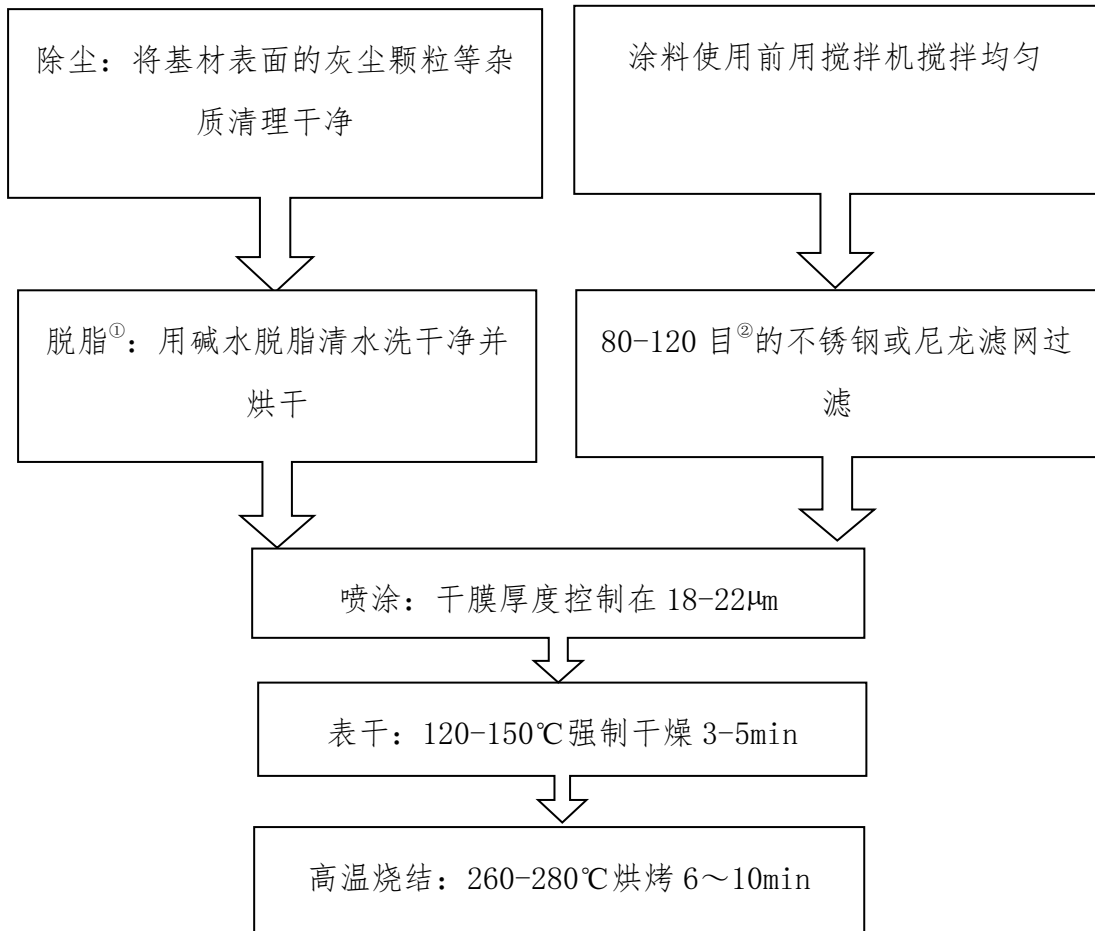 除尘：将基材表面的灰尘颗粒等杂
质清理干净
涂料使用前用搅拌机搅拌均匀
脱脂①：用碱水脱脂清水洗干净并
烘干
80-120 目②的不锈钢或尼龙滤网过
滤
喷涂：干膜厚度控制在 18-22μm
表干：120-150℃强制干燥 3-5min
高温烧结：260-280℃烘烤 6～10min